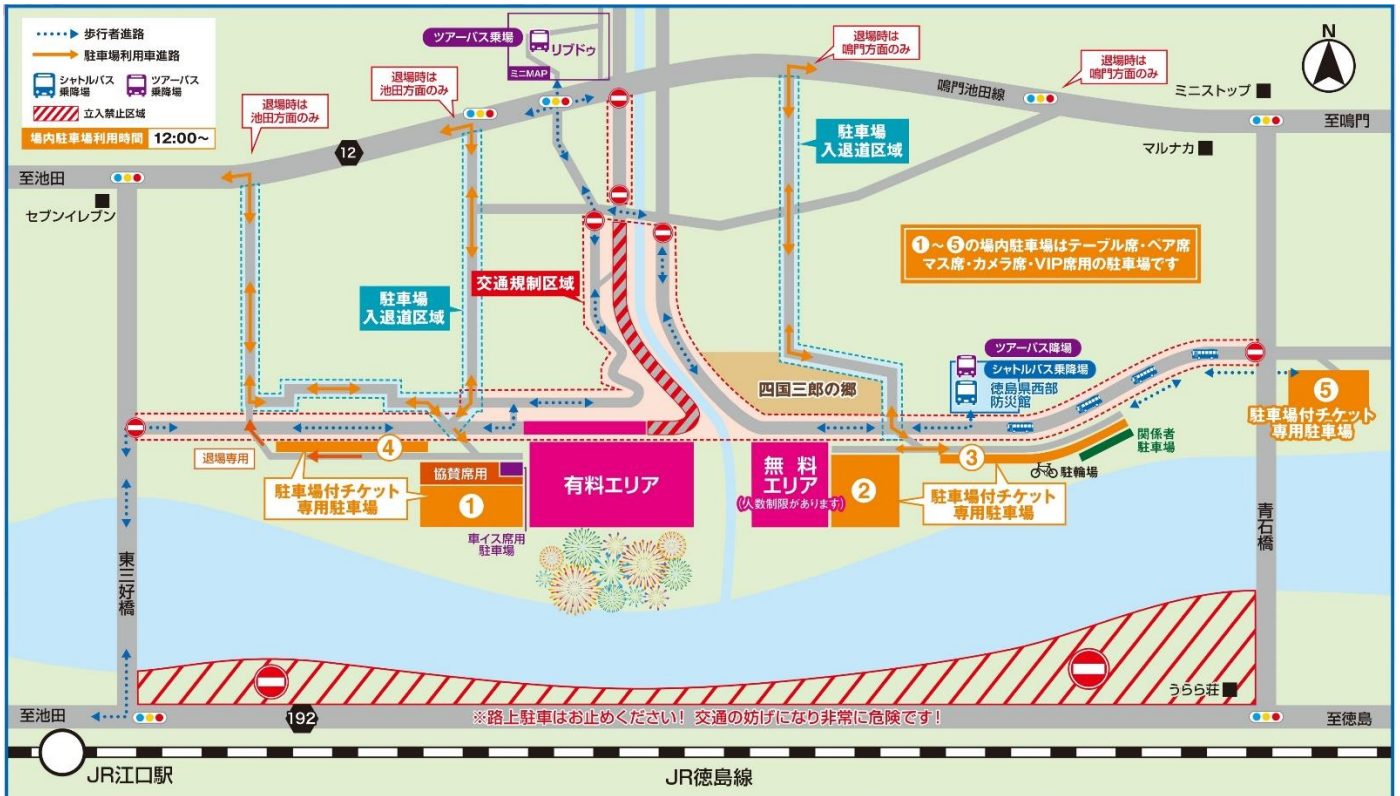 歩行者進路
駐車場利用車進路
シャトルバス
乗降場
ツアーバス
乗降場
立入禁止区域
場内駐車場利用時間 12:00～
ツアーバス乗場
リブドゥ
ミニMAP
退場時は
鳴門方面のみ
退場時は
鳴門方面のみ
退場時は
池田方面のみ
退場時は
池田方面のみ
N
ミニストップ
鳴門池田線
至鳴門
マルナカ
12
至池田
セブンイレブン
駐車場
入退道区域
①～⑤の場内駐車場はテーブル席・ペア席
マス席・カメラ席・VIP席用の駐車場です
交通規制区域
駐車場
入退道区域
ツアーバス降場
シャトルバス乗降場
徳島県西部
防災館
四国三郎の郷
5
駐車場付チケット
専用駐車場
退場専用
4
協賛席用
1
駐車場付チケット
専用駐車場
車イス席用
駐車場
有料エリア
無料
エリア
(人数制限があります)
2
3
駐車場付チケット
専用駐車場
駐輪場
関係者
駐車場
東三好橋
青石橋
うらら荘
至池田
192
※路上駐車はお止めください！ 交通の妨げになり非常に危険です！
至徳島
JR江口駅
JR徳島線